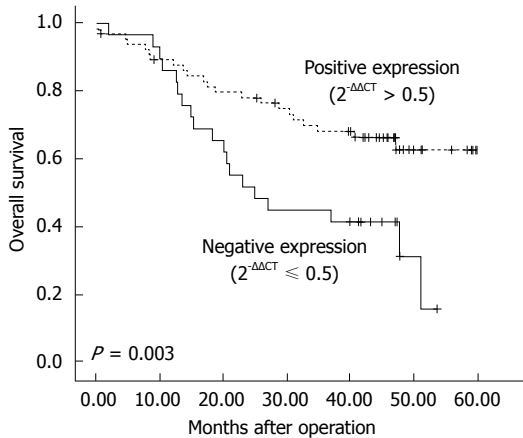 1.0
0.8
0.6
0.4
0.2
0.0
Overall survival
Positive expression
(2^-ΔΔCT > 0.5)
Negative expression
(2^-ΔΔCT ≤ 0.5)
P = 0.003
0.00 10.00 20.00 30.00 40.00 50.00 60.00
Months after operation